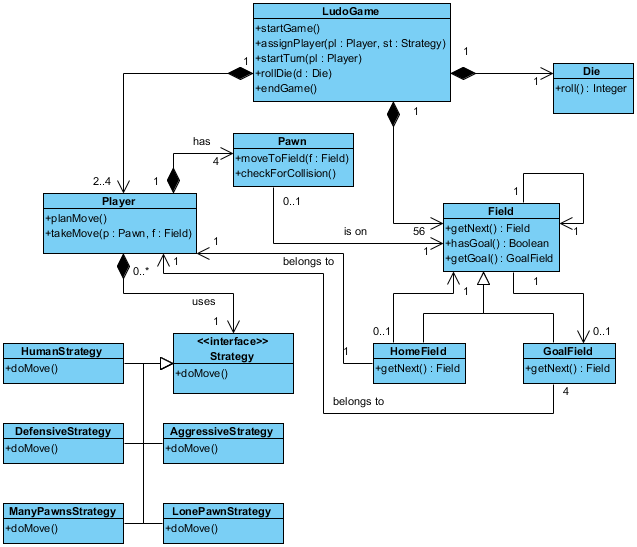 LudoGame
+startGame()
+assignPlayer(pl : Player, st : Strategy)
+startTurn(pl : Player)
+rollDie(d : Die)
+endGame()
1
1
1
1
Die
+roll() : Integer
has
4
Pawn
+moveToField(f : Field)
+checkForCollision()
2..4
1
Player
+planMove()
+takeMove(p : Pawn, f : Field)
0..1
is on
56
1
1
1
Field
+getNext() : Field
+hasGoal() : Boolean
+getGoal() : GoalField
1
belongs to
1
0..*
uses
1
1
1
0..1
0..1
<<interface>>
Strategy
+doMove()
HumanStrategy
+doMove()
1
HomeField
+getNext() : Field
GoalField
+getNext() : Field
belongs to
4
DefensiveStrategy
+doMove()
AggressiveStrategy
+doMove()
ManyPawnsStrategy
+doMove()
LonePawnStrategy
+doMove()